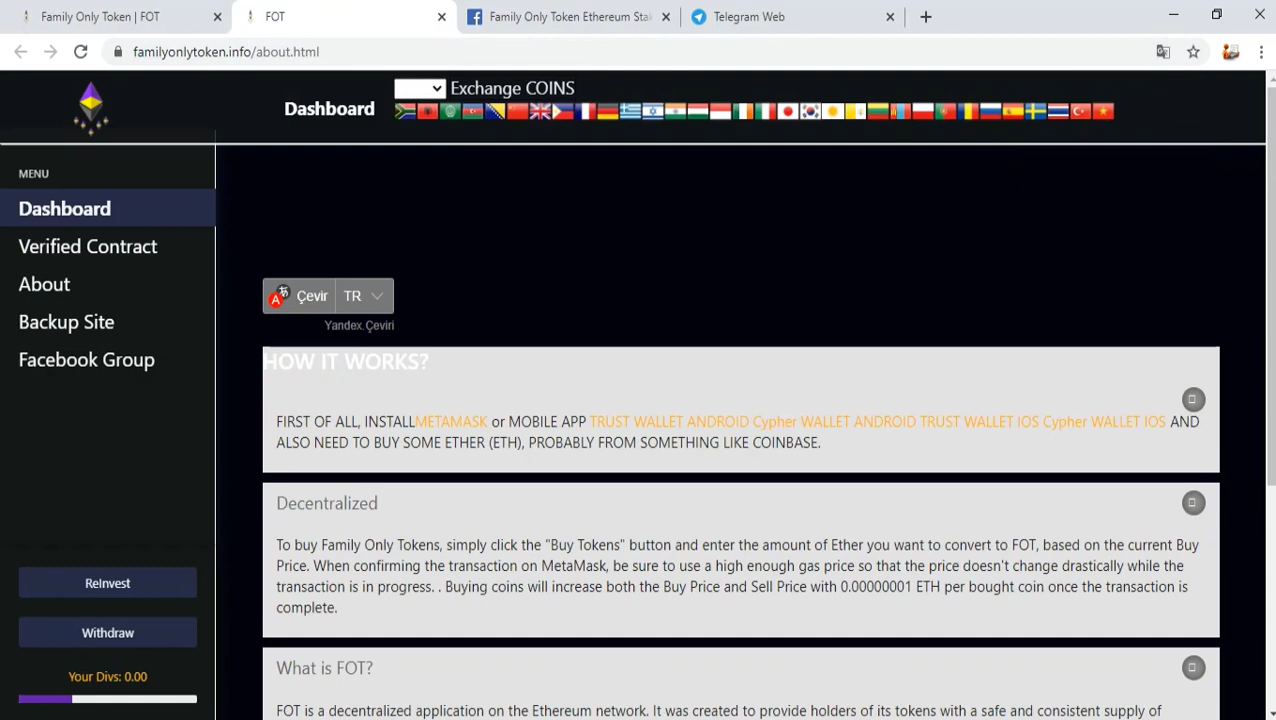 Family Only Token | FOT
FOT
Family Only Token Ethereum Stak
Telegram Web
familyonlytoken.info/about.html
Dashboard
Exchange COINS
MENU
Dashboard
Verified Contract
About
Backup Site
Facebook Group
Çevir TR
Yandex.Çeviri
HOW IT WORKS?
FIRST OF ALL, INSTALLMETAMASK or MOBILE APP TRUST WALLET ANDROID Cypher WALLET ANDROID TRUST WALLET IOS Cypher WALLET IOS AND
ALSO NEED TO BUY SOME ETHER (ETH), PROBABLY FROM SOMETHING LIKE COINBASE.
Decentralized
To buy Family Only Tokens, simply click the "Buy Tokens" button and enter the amount of Ether you want to convert to FOT, based on the current Buy
Price. When confirming the transaction on MetaMask, be sure to use a high enough gas price so that the price doesn't change drastically while the
transaction is in progress. . Buying coins will increase both the Buy Price and Sell Price with 0.00000001 ETH per bought coin once the transaction is
complete.
What is FOT?
FOT is a decentralized application on the Ethereum network. It was created to provide holders of its tokens with a safe and consistent supply of
ReInvest
Withdraw
Your Divs: 0.00